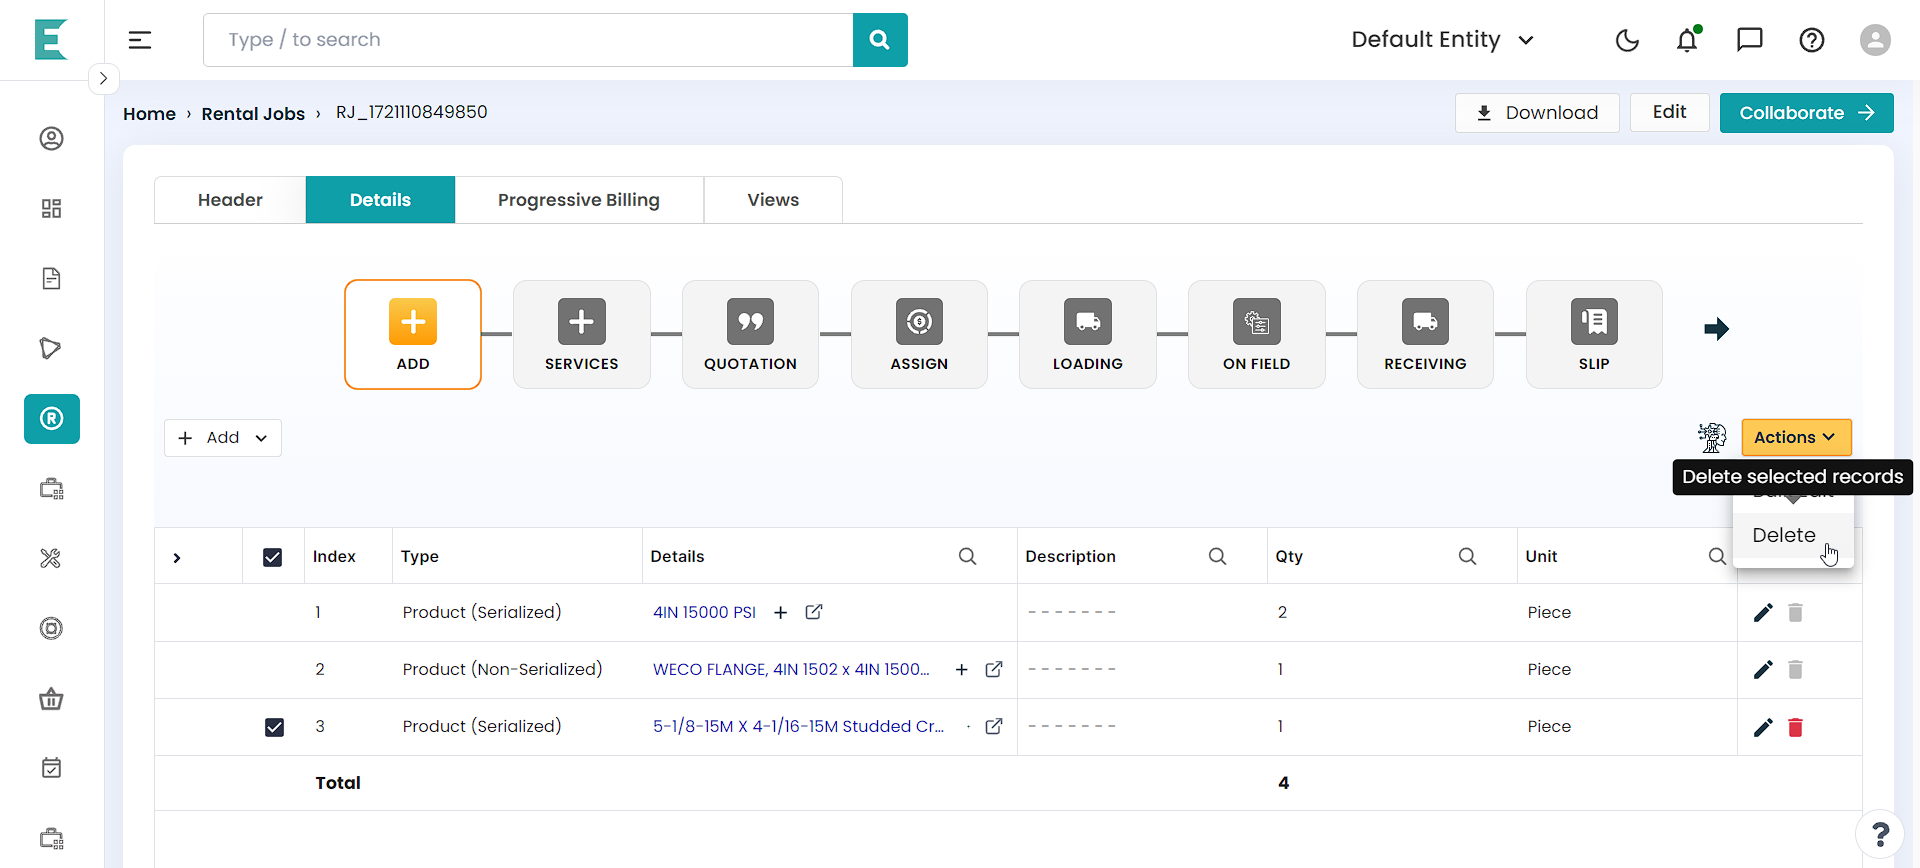 E
Type / to search
Default Entity
Home › Rental Jobs › RJ_1721110849850
Download
Edit
Collaborate
Header
Details
Progressive Billing
Views
ADD
SERVICES
QUOTATION
ASSIGN
LOADING
ON FIELD
RECEIVING
SLIP
R
+ Add
Actions
Delete selected records
Delete
Index Type Details Description Qty Unit
1 Product (Serialized) 4IN 15000 PSI + - - - - - - - 2 Piece
2 Product (Non-Serialized) WECO FLANGE, 4IN 1502 x 4IN 1500... + - - - - - - - 1 Piece
3 Product (Serialized) 5-1/8-15M X 4-1/16-15M Studded Cr... - - - - - - - 1 Piece
Total 4
?